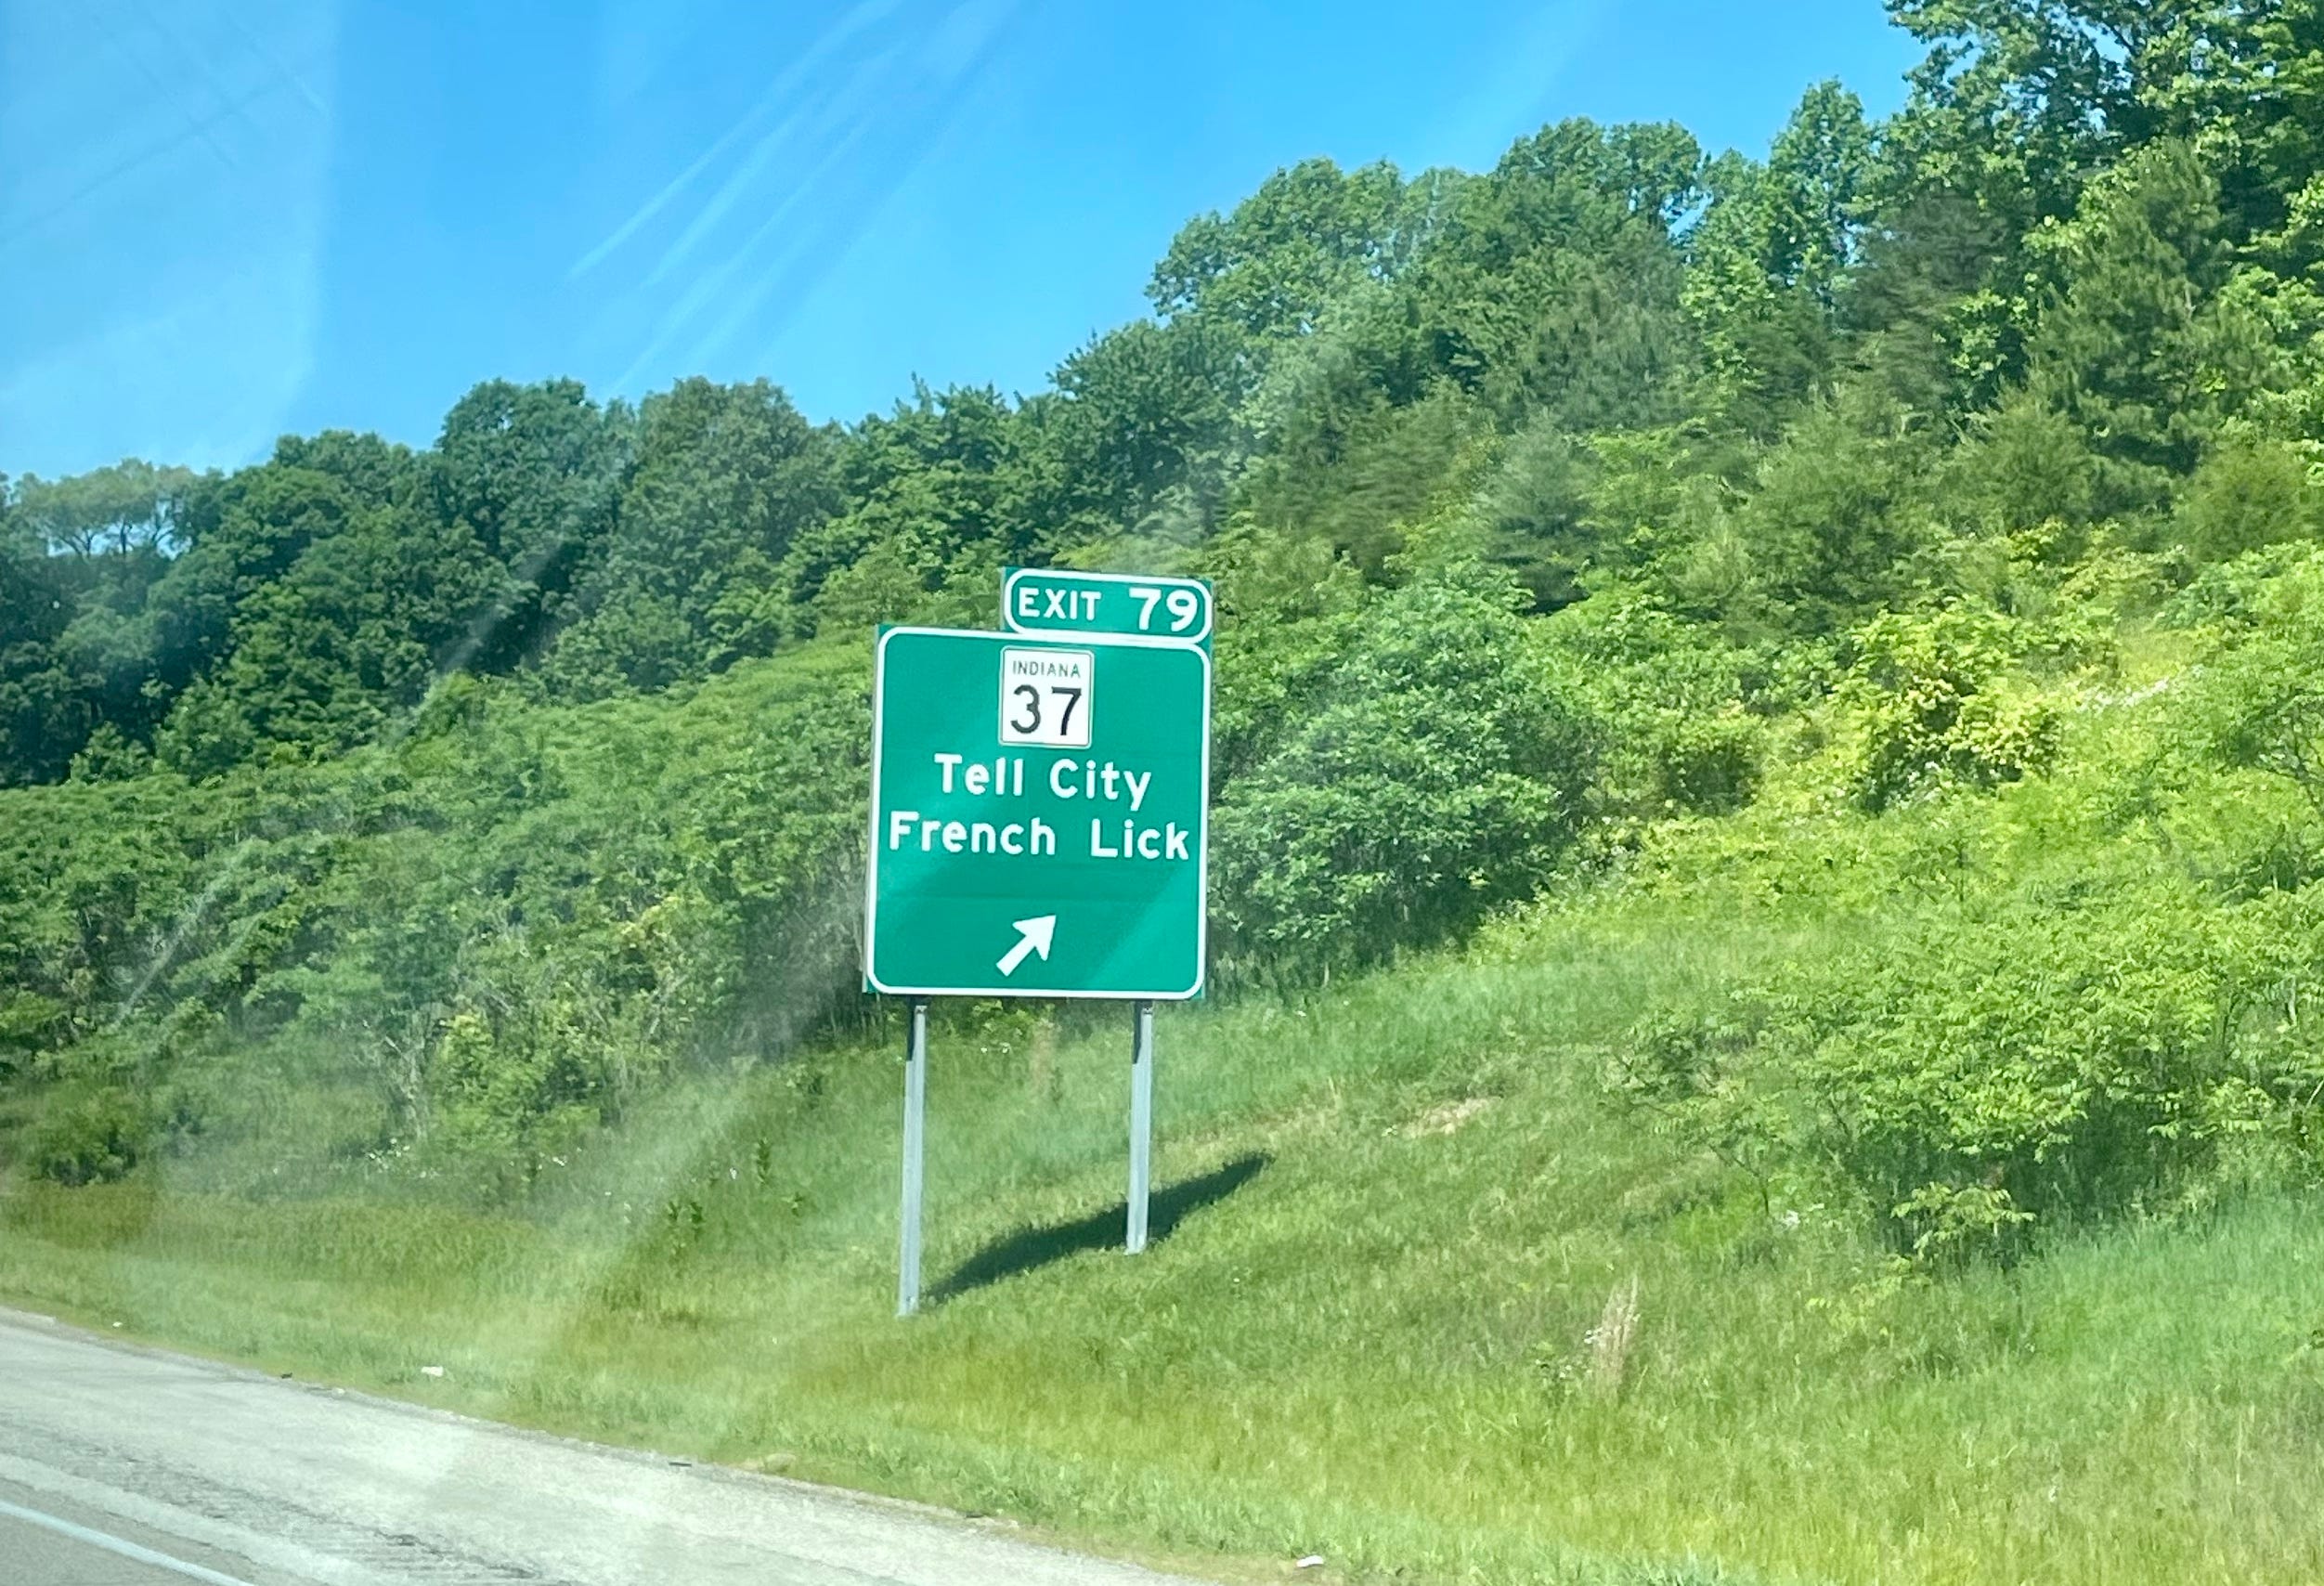 EXIT 79
INDIANA
37
Tell City
French Lick